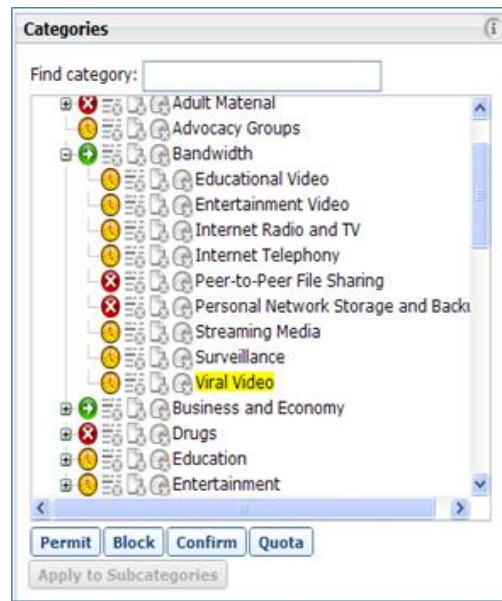 Categories
Find category:
Adult Material
Advocacy Groups
Bandwidth
Educational Video
Entertainment Video
Internet Radio and TV
Internet Telephony
Peer-to-Peer File Sharing
Personal Network Storage and Backu
Streaming Media
Surveillance
Viral Video
Business and Economy
Drugs
Education
Entertainment
Permit Block Confirm Quota
Apply to Subcategories